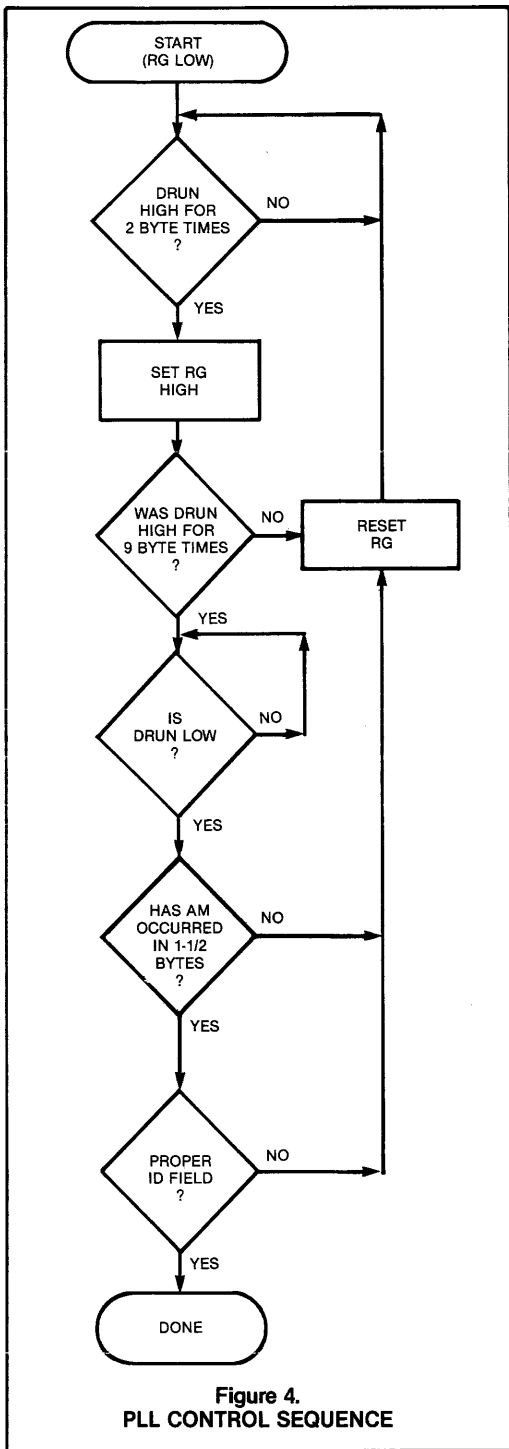 START
(RG LOW)
DRUN
HIGH FOR
2 BYTE TIMES
?
NO
YES
SET RG
HIGH
WAS DRUN
HIGH FOR
9 BYTE TIMES
?
NO
RESET
RG
YES
IS
DRUN LOW
?
NO
YES
HAS AM
OCCURRED
IN 1-1/2
BYTES
?
NO
YES
PROPER
ID FIELD
?
NO
YES
DONE
Figure 4.
PLL CONTROL SEQUENCE